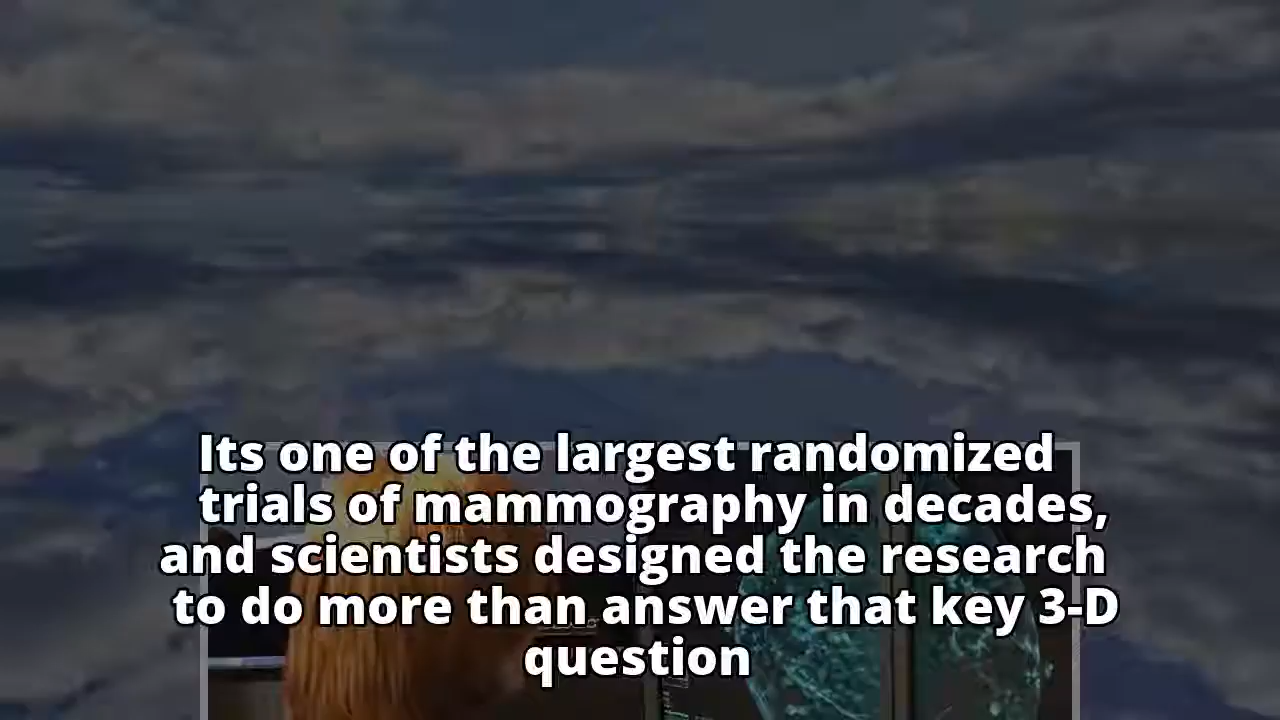 Its one of the largest randomized
trials of mammography in decades,
and scientists designed the research
to do more than answer that key 3-D
question